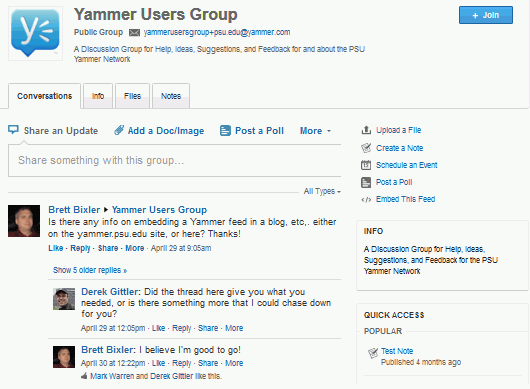 Yammer Users Group
+ Join
Public Group yammerusersgroup+psu.edu@yammer.com
A Discussion Group for Help, Ideas, Suggestions, and Feedback for and about the PSU
Yammer Network
Conversations Info Files Notes
Share an Update Add a Doc/Image Post a Poll More
Share something with this group...
All Types
Brett Bixler Yammer Users Group
Is there any info on embedding a Yammer feed in a blog, etc,. either
on the yammer.psu.edu site, or here? Thanks!
Like · Reply · Share · More · April 29 at 9:05am
Show 5 older replies »
Derek Gittler: Did the thread here give you what you
needed, or is there something more that I could chase down
for you?
April 29 at 12:05pm · Like · Reply · Share · More
Brett Bixler: I believe I'm good to go!
April 30 at 12:22pm · Like · Reply · Share · More
Mark Warren and Derek Gittler like this.
Upload a File
Create a Note
Schedule an Event
Post a Poll
</> Embed This Feed
INFO
A Discussion Group for Help, Ideas,
Suggestions, and Feedback for the PSU
Yammer Network
QUICK ACCESS
POPULAR
Test Note
Published 4 months ago